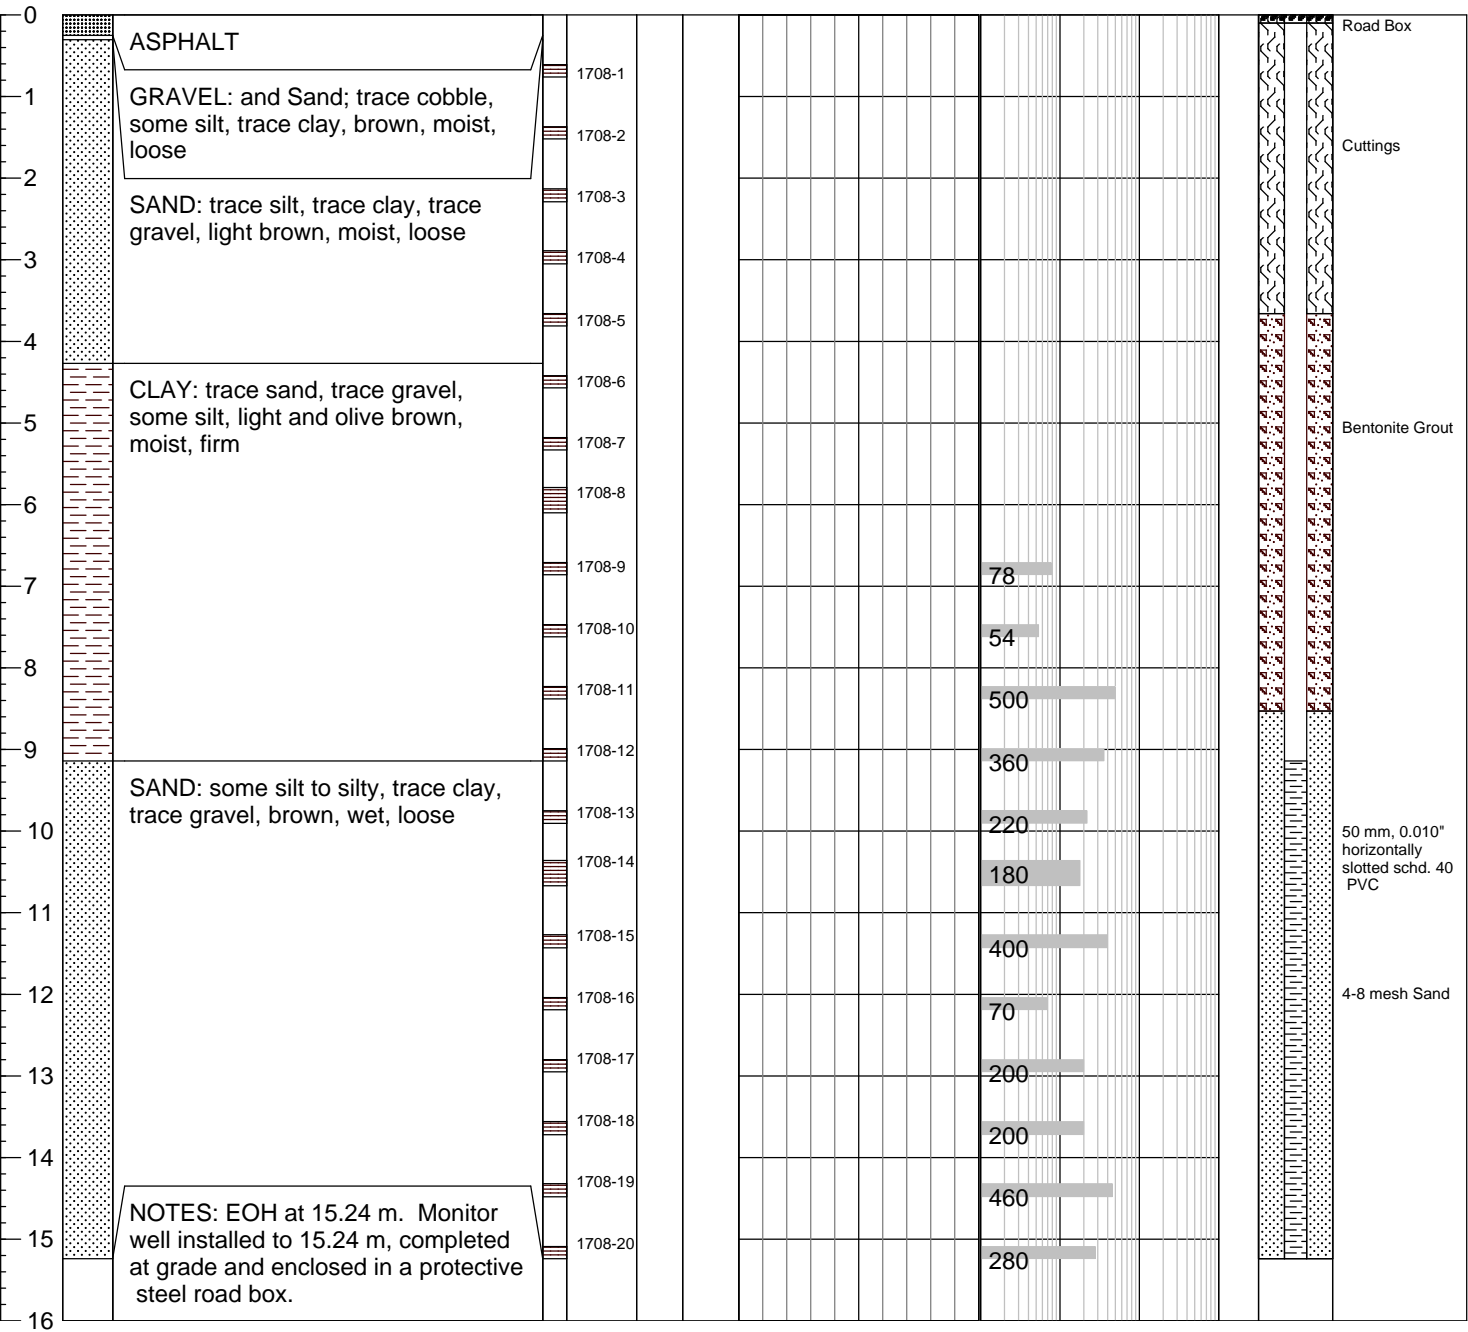 0
1
2
3
4
5
6
7
8
9
10
11
12
13
14
15
16
ASPHALT
GRAVEL: and Sand; trace cobble,
some silt, trace clay, brown, moist,
loose
SAND: trace silt, trace clay, trace
gravel, light brown, moist, loose
CLAY: trace sand, trace gravel,
some silt, light and olive brown,
moist, firm
SAND: some silt to silty, trace clay,
trace gravel, brown, wet, loose
NOTES: EOH at 15.24 m. Monitor
well installed to 15.24 m, completed
at grade and enclosed in a protective
steel road box.
1708-1
1708-2
1708-3
1708-4
1708-5
1708-6
1708-7
1708-8
1708-9
1708-10
1708-11
1708-12
1708-13
1708-14
1708-15
1708-16
1708-17
1708-18
1708-19
1708-20
78
54
500
360
220
180
400
70
200
200
460
280
Road Box
Cuttings
Bentonite Grout
50 mm, 0.010"
horizontally
slotted schd. 40
PVC
4-8 mesh Sand